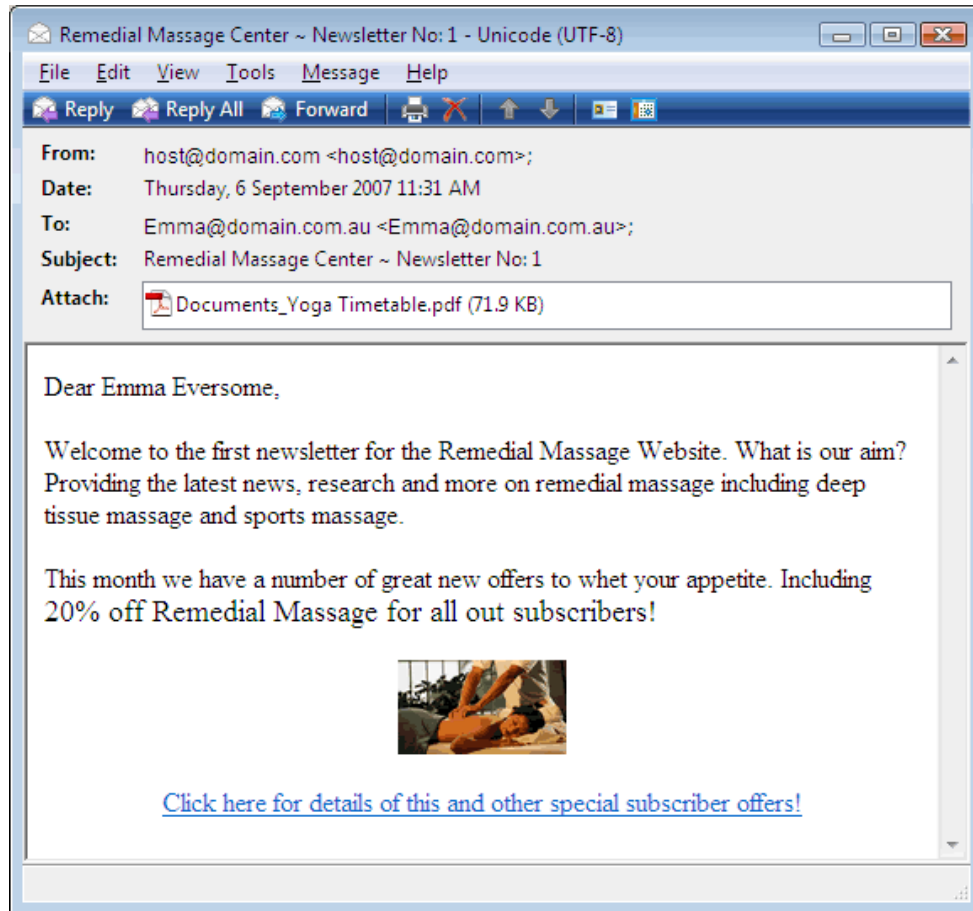 Remedial Massage Center ~ Newsletter No: 1 - Unicode (UTF-8)
File Edit View Tools Message Help
Reply Reply All Forward
From: host@domain.com <host@domain.com>;
Date: Thursday, 6 September 2007 11:31 AM
To: Emma@domain.com.au <Emma@domain.com.au>;
Subject: Remedial Massage Center ~ Newsletter No: 1
Attach: Documents_Yoga Timetable.pdf (71.9 KB)
Dear Emma Eversome,
Welcome to the first newsletter for the Remedial Massage Website. What is our aim?
Providing the latest news, research and more on remedial massage including deep
tissue massage and sports massage.
This month we have a number of great new offers to whet your appetite. Including
20% off Remedial Massage for all out subscribers!
Click here for details of this and other special subscriber offers!